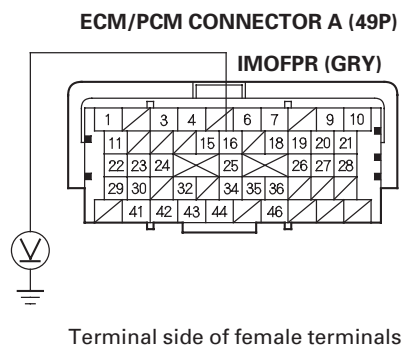 ECM/PCM CONNECTOR A (49P)
IMOFPR (GRY)
1 3 4 6 7 9 10
11 15 16 18 19 20 21
22 23 24 25 26 27 28
29 30 32 34 35 36
41 42 43 44 46
V
Terminal side of female terminals